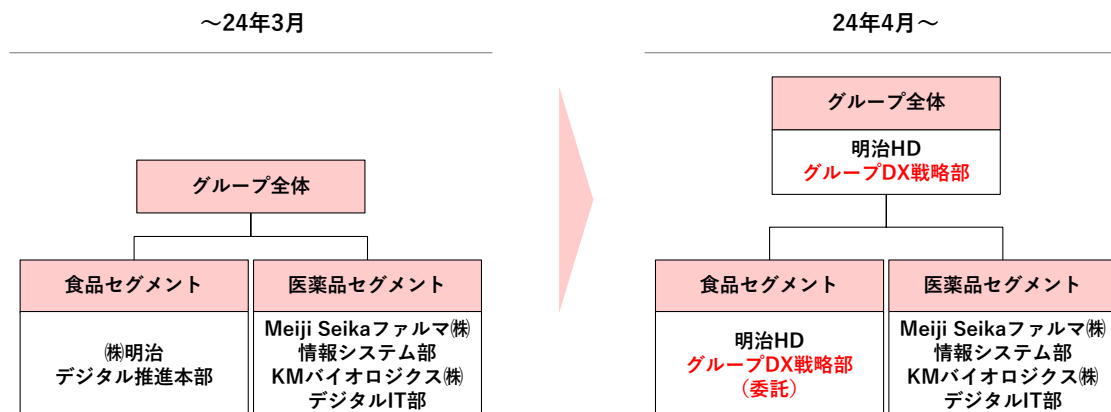 ～24年3月
グループ全体
食品セグメント
㈱明治
デジタル推進本部
医薬品セグメント
Meiji Seikaファルマ㈱
情報システム部
KMバイオロジクス㈱
デジタルIT部
24年4月～
グループ全体
明治HD
グループDX戦略部
食品セグメント
明治HD
グループDX戦略部
（委託）
医薬品セグメント
Meiji Seikaファルマ㈱
情報システム部
KMバイオロジクス㈱
デジタルIT部